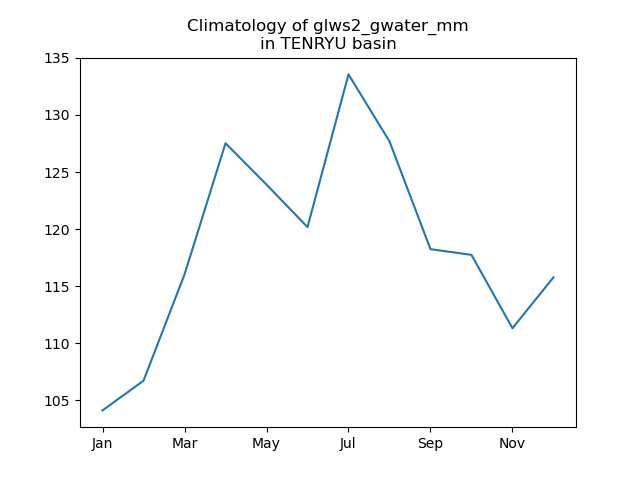 Climatology of glws2_gwater_mm
in TENRYU basin
135
130
125
120
115
110
105
Jan
Mar
May
Jul
Sep
Nov